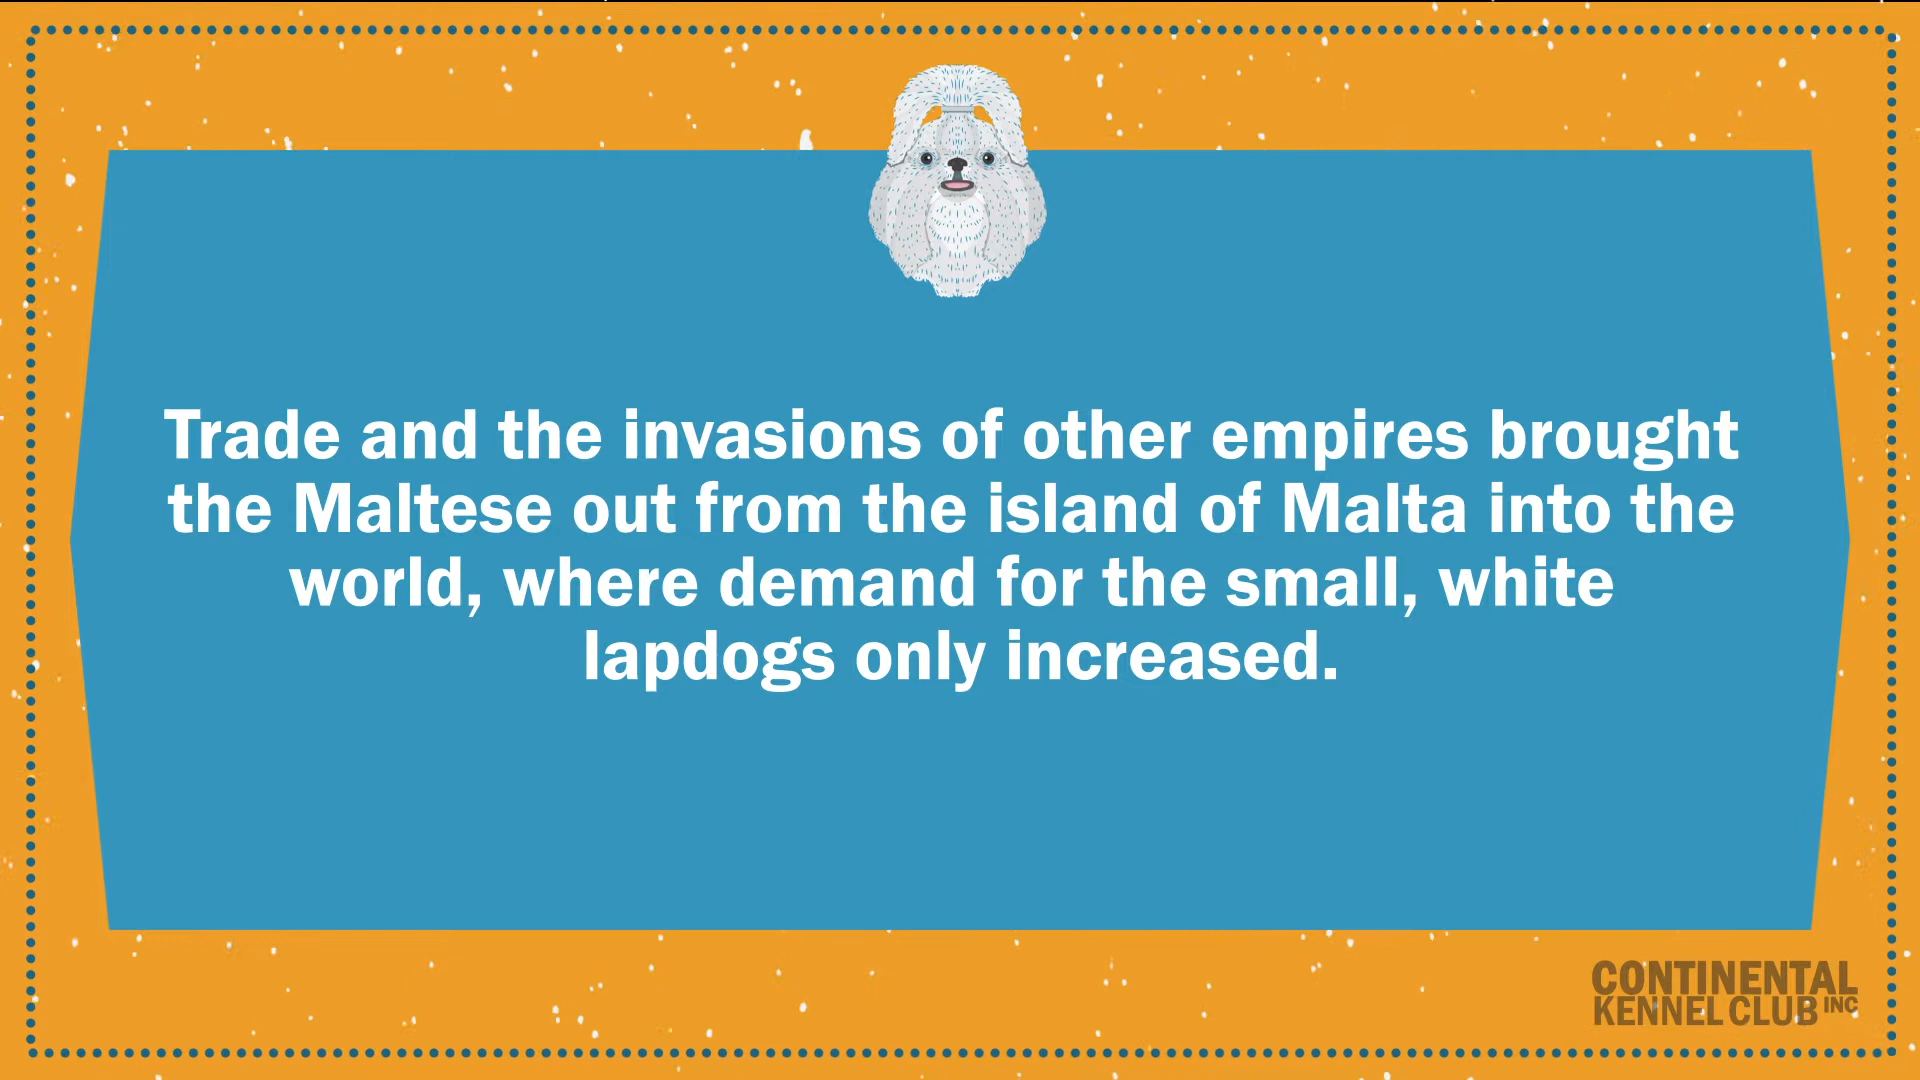 Trade and the invasions of other empires brought
the Maltese out from the island of Malta into the
world, where demand for the small, white
lapdogs only increased.
CONTINENTAL
KENNEL CLUB INC